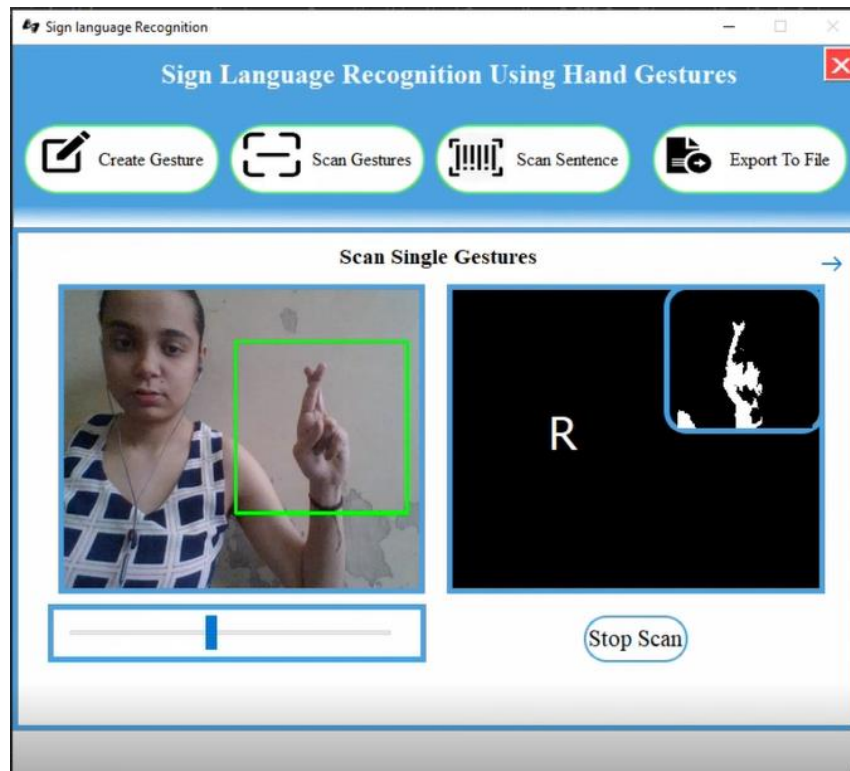 Sign language Recognition
Sign Language Recognition Using Hand Gestures
Create Gesture
Scan Gestures
Scan Sentence
Export To File
Scan Single Gestures
R
Stop Scan